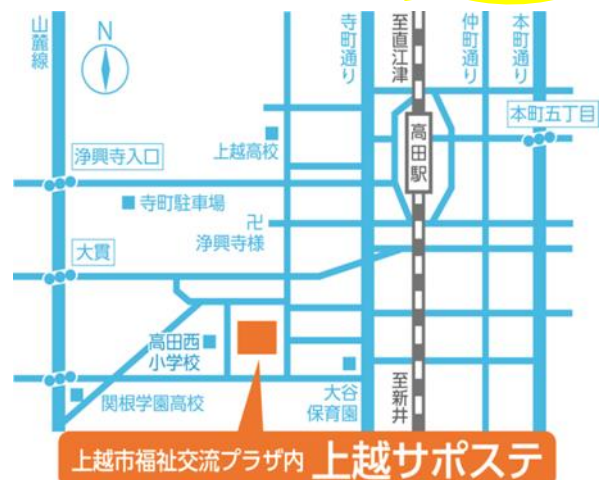 山麓線
N
寺町通り
至直江津
仲町通り
本町通り
本町五丁目
高田駅
上越高校
浄興寺入口
寺町駐車場
卍
浄興寺様
大貫
高田西
小学校
関根学園高校
大谷
保育園
至新井
上越市福祉交流プラザ内 上越サポステ